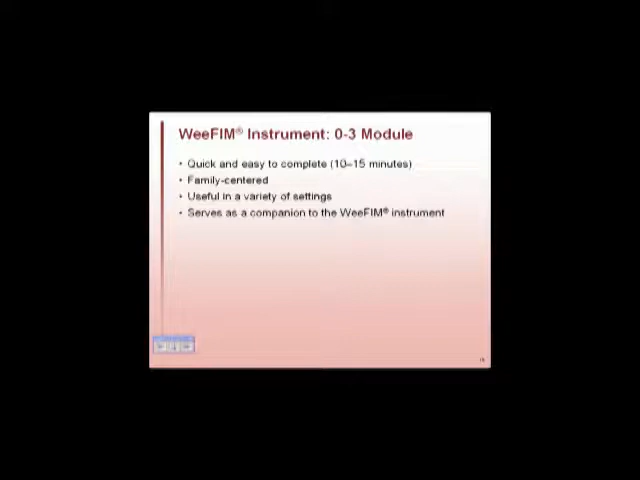 WeeFIM® Instrument: 0-3 Module
• Quick and easy to complete (10–15 minutes)
• Family-centered
• Useful in a variety of settings
• Serves as a companion to the WeeFIM® instrument